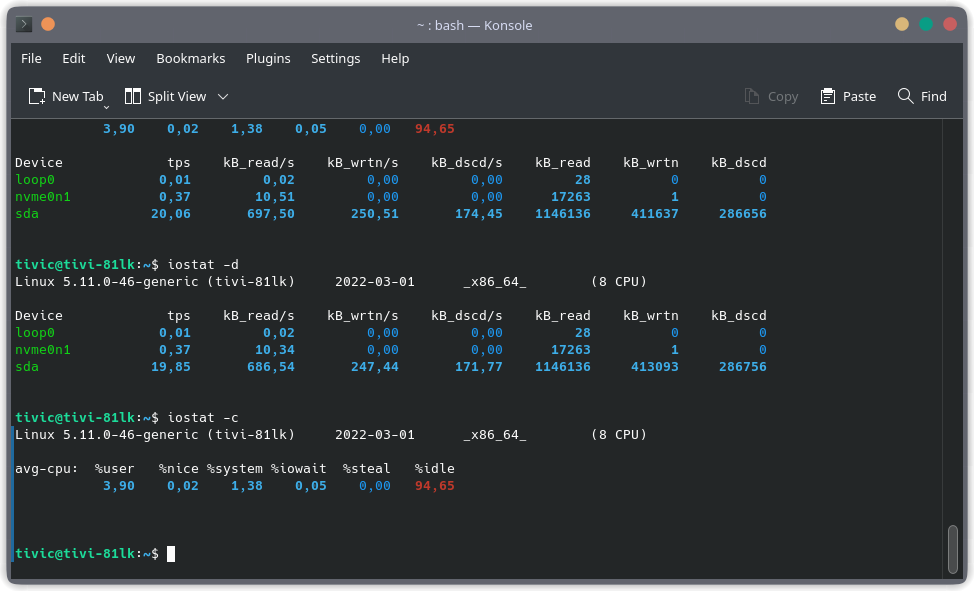 ~ : bash — Konsole
File Edit View Bookmarks Plugins Settings Help
New Tab Split View Copy Paste Find
3,90 0,02 1,38 0,05 0,00 94,65
Device tps kB_read/s kB_wrtn/s kB_dscd/s kB_read kB_wrtn kB_dscd
loop0 0,01 0,02 0,00 0,00 28 0 0
nvme0n1 0,37 10,51 0,00 0,00 17263 1 0
sda 20,06 697,50 250,51 174,45 1146136 411637 286656
tivic@tivi-81lk:~$ iostat -d
Linux 5.11.0-46-generic (tivi-81lk) 2022-03-01 _x86_64_ (8 CPU)
Device tps kB_read/s kB_wrtn/s kB_dscd/s kB_read kB_wrtn kB_dscd
loop0 0,01 0,02 0,00 0,00 28 0 0
nvme0n1 0,37 10,34 0,00 0,00 17263 1 0
sda 19,85 686,54 247,44 171,77 1146136 413093 286756
tivic@tivi-81lk:~$ iostat -c
Linux 5.11.0-46-generic (tivi-81lk) 2022-03-01 _x86_64_ (8 CPU)
avg-cpu: %user %nice %system %iowait %steal %idle
3,90 0,02 1,38 0,05 0,00 94,65
tivic@tivi-81lk:~$